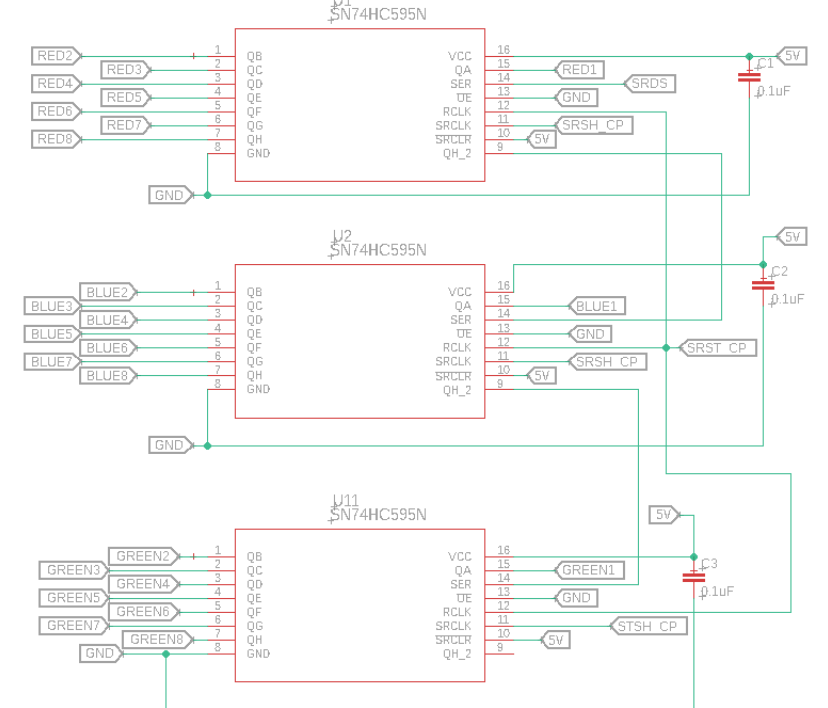 U1
SN74HC595N
RED2 1 QB VCC 16 5V
RED3 2 QC QA 15 RED1 C1
RED4 3 QD SER 14 SRDS
RED5 4 QE OE 13 GND 0.1uF
RED6 5 QF RCLK 12
RED7 6 QG SRCLK 11 SRSH_CP
RED8 7 QH SRCLR 10 5V
8 GND QH_2 9
GND
U2
SN74HC595N
5V
BLUE2 1 QB VCC 16 C2
BLUE3 2 QC QA 15 BLUE1 0.1uF
BLUE4 3 QD SER 14
BLUE5 4 QE OE 13 GND
BLUE6 5 QF RCLK 12 SRST_CP
BLUE7 6 QG SRCLK 11 SRSH_CP
BLUE8 7 QH SRCLR 10 5V
8 GND QH_2 9
GND
U11
SN74HC595N
5V
GREEN2 1 QB VCC 16
GREEN3 2 QC QA 15 GREEN1 C3
GREEN4 3 QD SER 14
GREEN5 4 QE OE 13 GND 0.1uF
GREEN6 5 QF RCLK 12
GREEN7 6 QG SRCLK 11 STSH_CP
GREEN8 7 QH SRCLR 10 5V
GND 8 GND QH_2 9